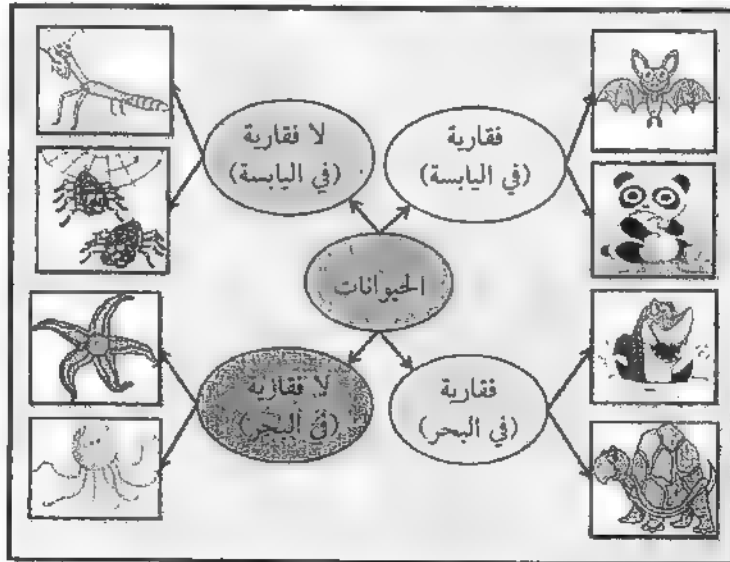 فقارية
(في اليابسة)
لا فقارية
(في اليابسة)
الحيوانات
فقارية
(في البحر)
لا فقارية
(في البحر)